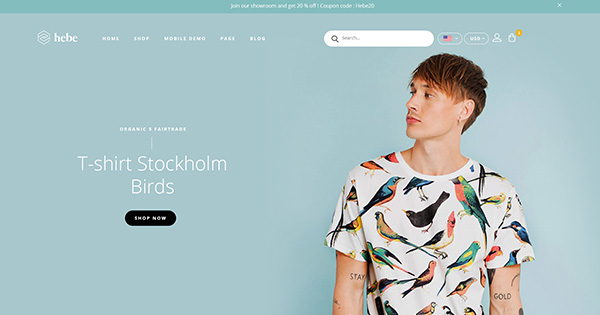 Join our showroom and get 20 % off ! Coupon code : Hebe20
hebe
HOME SHOP MOBILE DEMO PAGE BLOG
Search...
USD
ORGANIC & FAIRTRADE
T-shirt Stockholm
Birds
SHOP NOW
STAY
GOLD